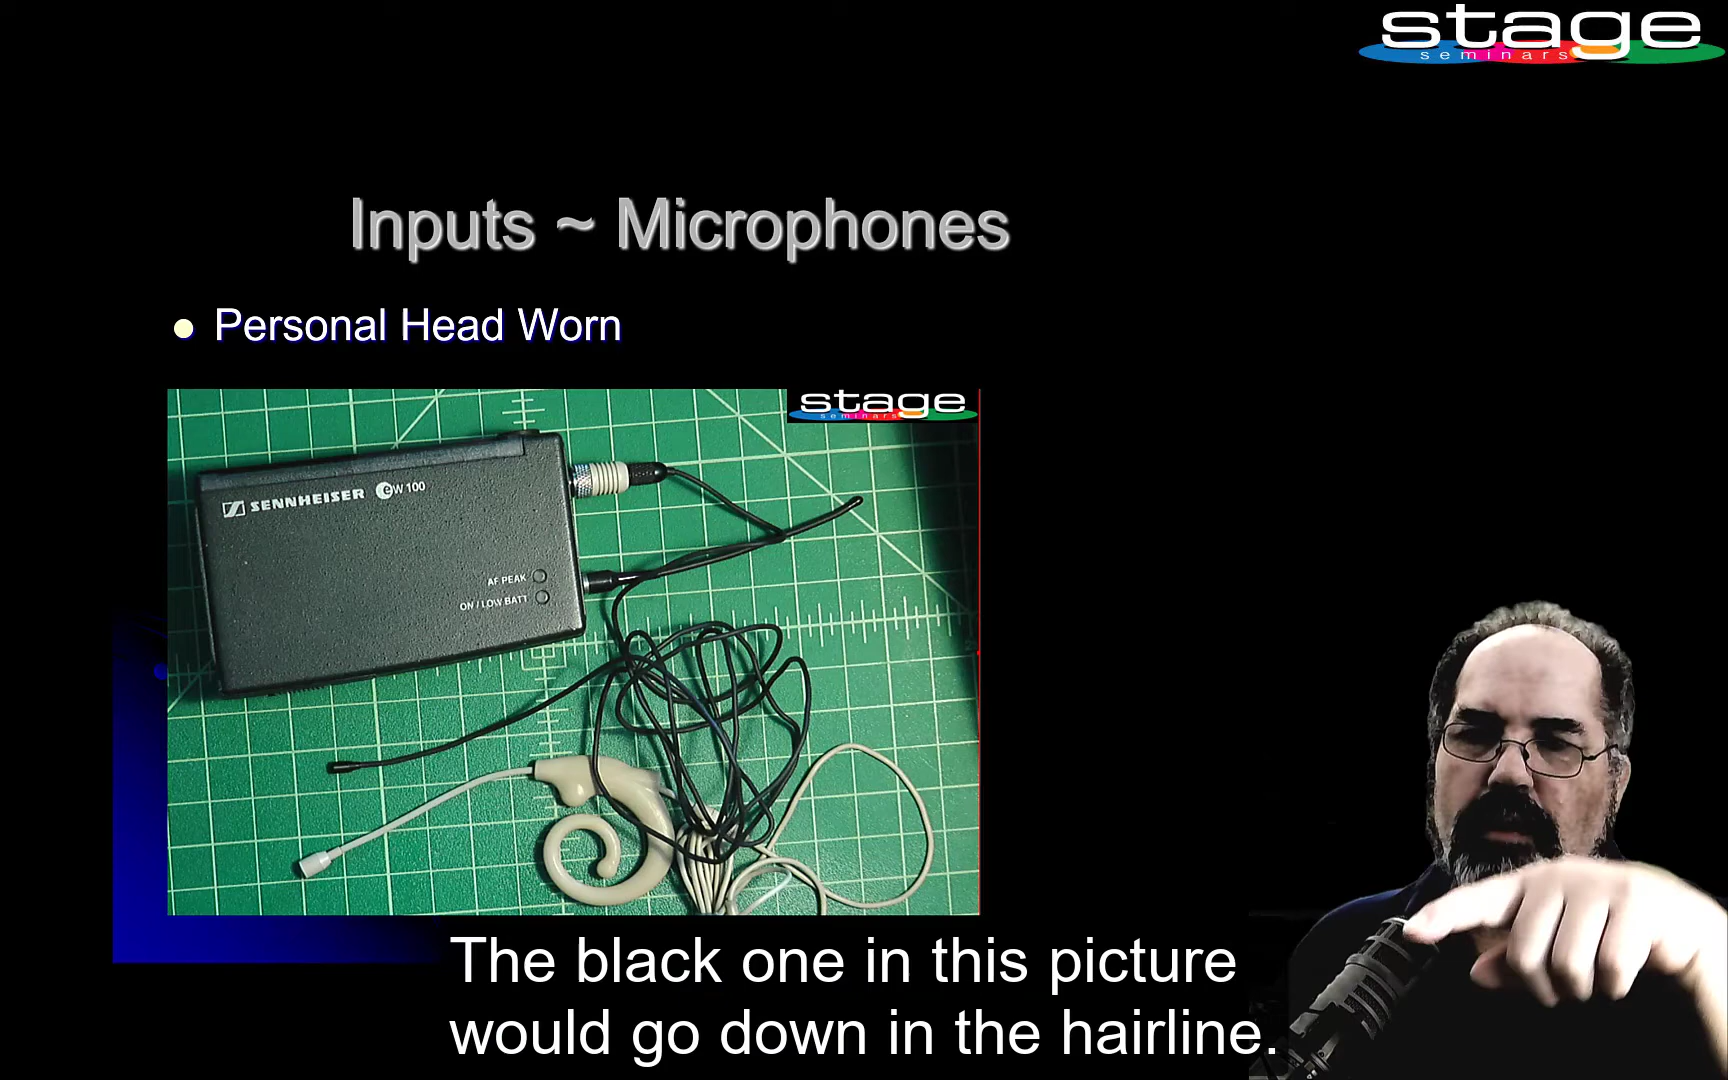 stage
seminars
Inputs ~ Microphones
Personal Head Worn
stage
seminars
SENNHEISER ew 100
AF PEAK
ON / LOW BATT
The black one in this picture
would go down in the hairline.